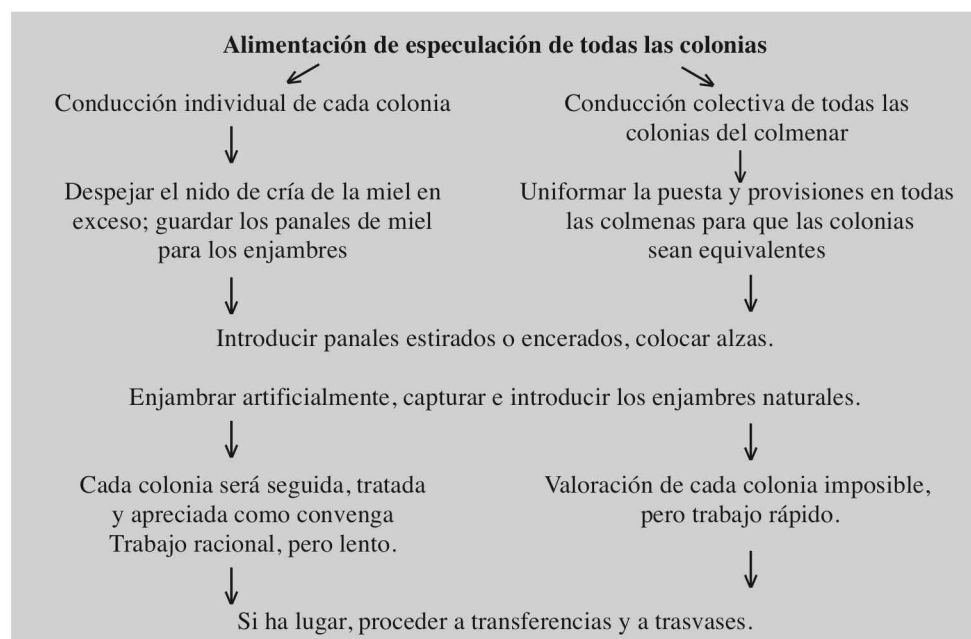 Alimentación de especulación de todas las colonias
Conducción individual de cada colonia
Conducción colectiva de todas las
colonias del colmenar
Despejar el nido de cría de la miel en
exceso; guardar los panales de miel
para los enjambres
Uniformar la puesta y provisiones en todas
las colmenas para que las colonias
sean equivalentes
Introducir panales estirados o encerados, colocar alzas.
Enjambrar artificialmente, capturar e introducir los enjambres naturales.
Cada colonia será seguida, tratada
y apreciada como convenga
Trabajo racional, pero lento.
Valoración de cada colonia imposible,
pero trabajo rápido.
Si ha lugar, proceder a transferencias y a trasvases.